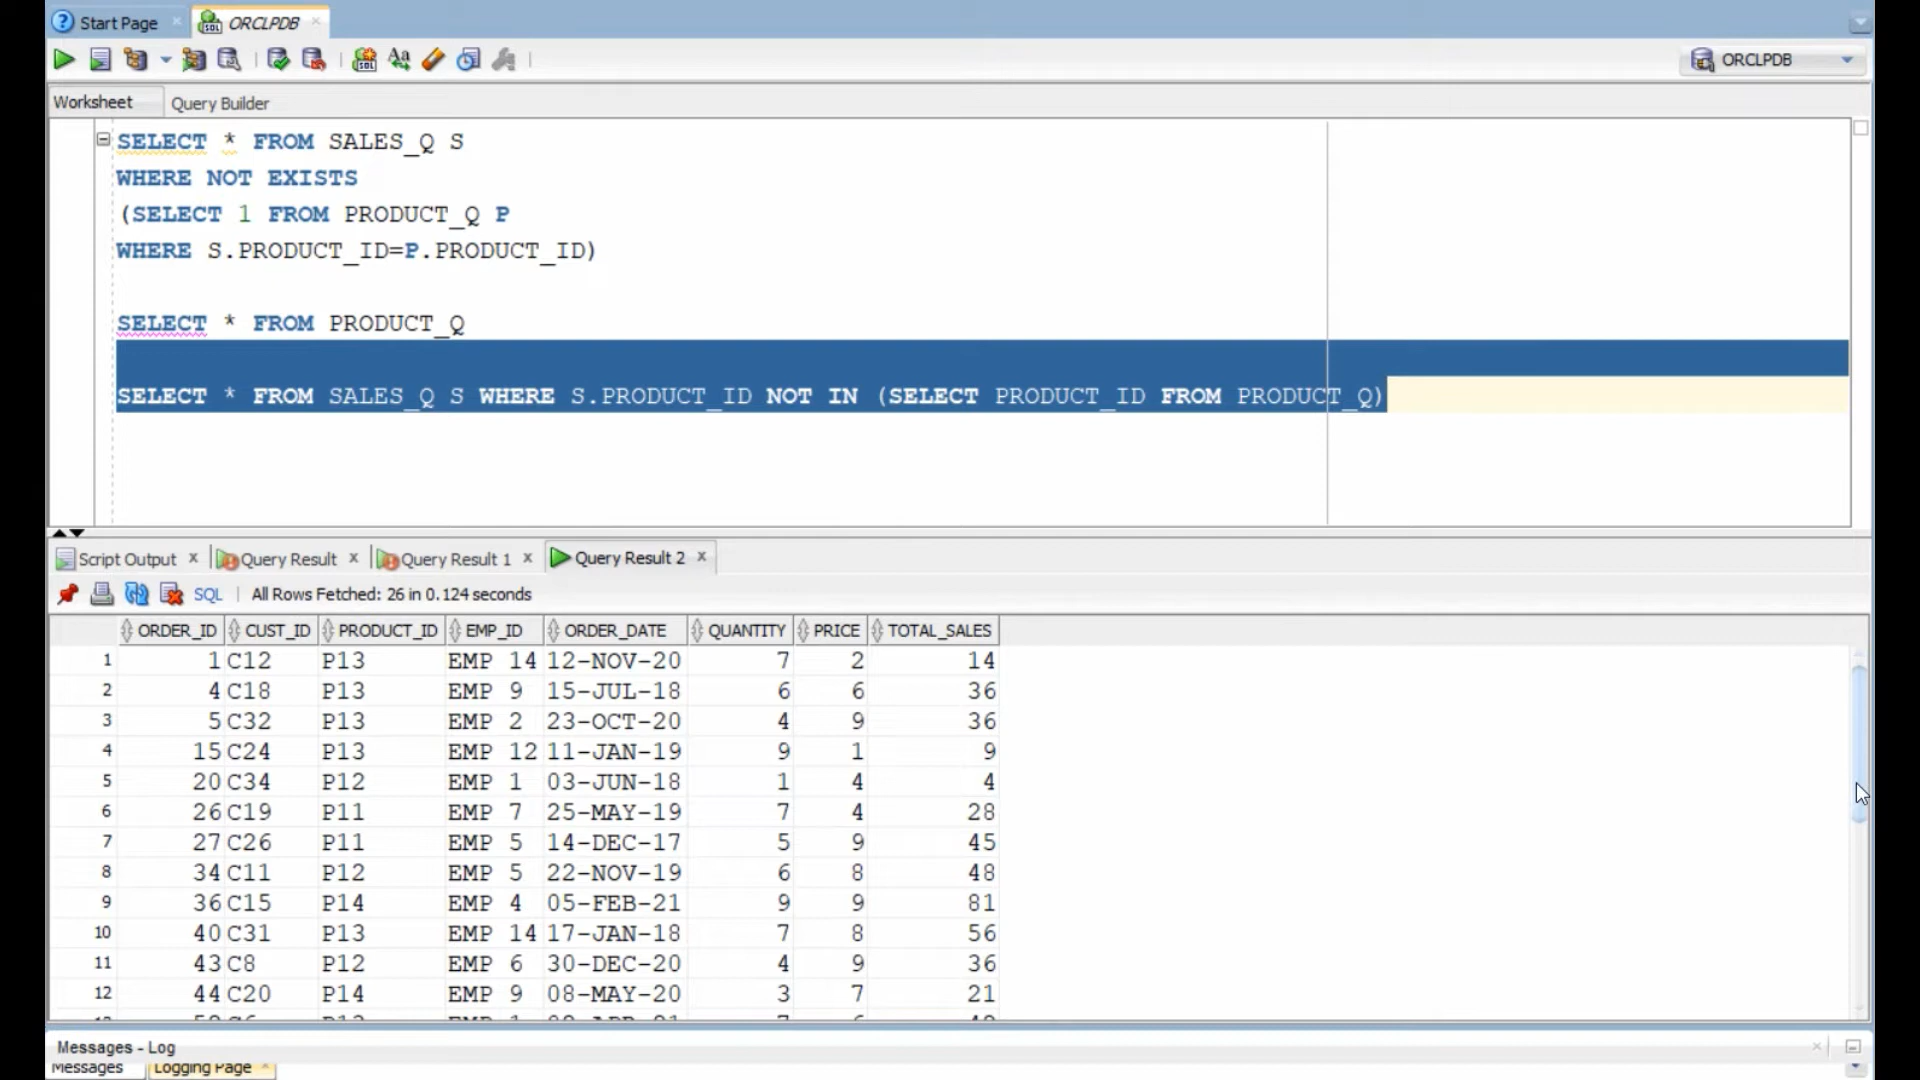 Start Page
ORCLPDB
ORCLPDB
Worksheet
Query Builder
SELECT * FROM SALES_Q S
WHERE NOT EXISTS
(SELECT 1 FROM PRODUCT_Q P
WHERE S.PRODUCT_ID=P.PRODUCT_ID)
SELECT * FROM PRODUCT_Q
SELECT * FROM SALES_Q S WHERE S.PRODUCT_ID NOT IN (SELECT PRODUCT_ID FROM PRODUCT_Q)
Script Output Query Result Query Result 1 Query Result 2
SQL All Rows Fetched: 26 in 0.124 seconds
ORDER_ID CUST_ID PRODUCT_ID EMP_ID ORDER_DATE QUANTITY PRICE TOTAL_SALES
1 1 C12 P13 EMP 14 12-NOV-20 7 2 14
2 4 C18 P13 EMP 9 15-JUL-18 6 6 36
3 5 C32 P13 EMP 2 23-OCT-20 4 9 36
4 15 C24 P13 EMP 12 11-JAN-19 9 1 9
5 20 C34 P12 EMP 1 03-JUN-18 1 4 4
6 26 C19 P11 EMP 7 25-MAY-19 7 4 28
7 27 C26 P11 EMP 5 14-DEC-17 5 9 45
8 34 C11 P12 EMP 5 22-NOV-19 6 8 48
9 36 C15 P14 EMP 4 05-FEB-21 9 9 81
10 40 C31 P13 EMP 14 17-JAN-18 7 8 56
11 43 C8 P12 EMP 6 30-DEC-20 4 9 36
12 44 C20 P14 EMP 9 08-MAY-20 3 7 21
Messages - Log
Messages Logging Page